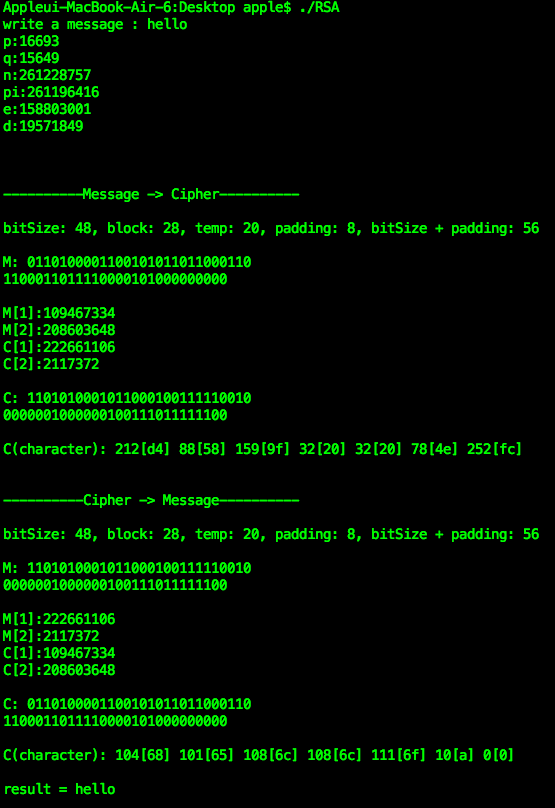 Appleui-MacBook-Air-6:Desktop apple$ ./RSA
write a message : hello
p:16693
q:15649
n:261228757
pi:261196416
e:158803001
d:19571849
----------Message -> Cipher----------
bitSize: 48, block: 28, temp: 20, padding: 8, bitSize + padding: 56
M: 0110100001100101011011000110
1100011011110000101000000000
M[1]:109467334
M[2]:208603648
C[1]:222661106
C[2]:2117372
C: 1101010001011000100111110010
0000001000000100111011111100
C(character): 212[d4] 88[58] 159[9f] 32[20] 32[20] 78[4e] 252[fc]
----------Cipher -> Message----------
bitSize: 48, block: 28, temp: 20, padding: 8, bitSize + padding: 56
M: 1101010001011000100111110010
0000001000000100111011111100
M[1]:222661106
M[2]:2117372
C[1]:109467334
C[2]:208603648
C: 0110100001100101011011000110
1100011011110000101000000000
C(character): 104[68] 101[65] 108[6c] 108[6c] 111[6f] 10[a] 0[0]
result = hello